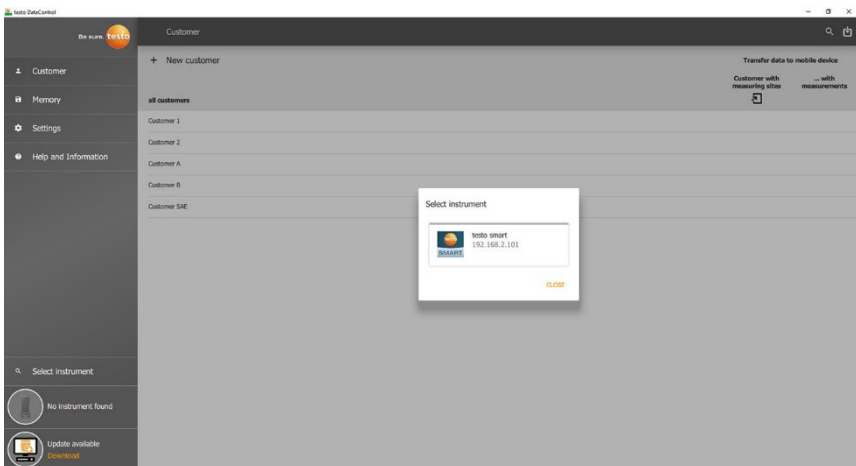 testo DataControl
Be sure. testo
Customer
Customer
Memory
Settings
Help and Information
Select instrument
No instrument found
Update available
Download
+ New customer
Transfer data to mobile device
Customer with
measuring sites
... with
measurements
all customers
Customer 1
Customer 2
Customer A
Customer B
Customer SAE
Select instrument
testo smart
192.168.2.101
SMART
CLOSE